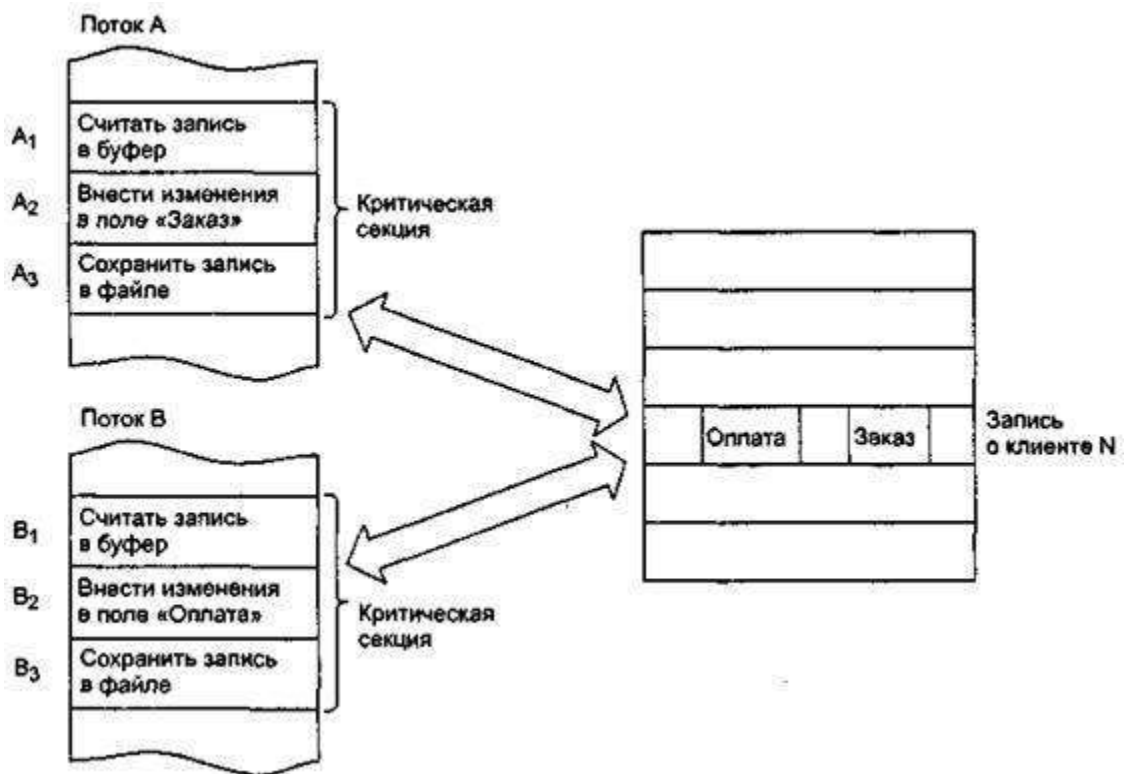 Поток А
A1
Считать запись
в буфер
A2
Внести изменения
в поле «Заказ»
A3
Сохранить запись
в файле
Критическая
секция
Поток В
B1
Считать запись
в буфер
B2
Внести изменения
в поле «Оплата»
B3
Сохранить запись
в файле
Критическая
секция
Оплата
Заказ
Запись
о клиенте N